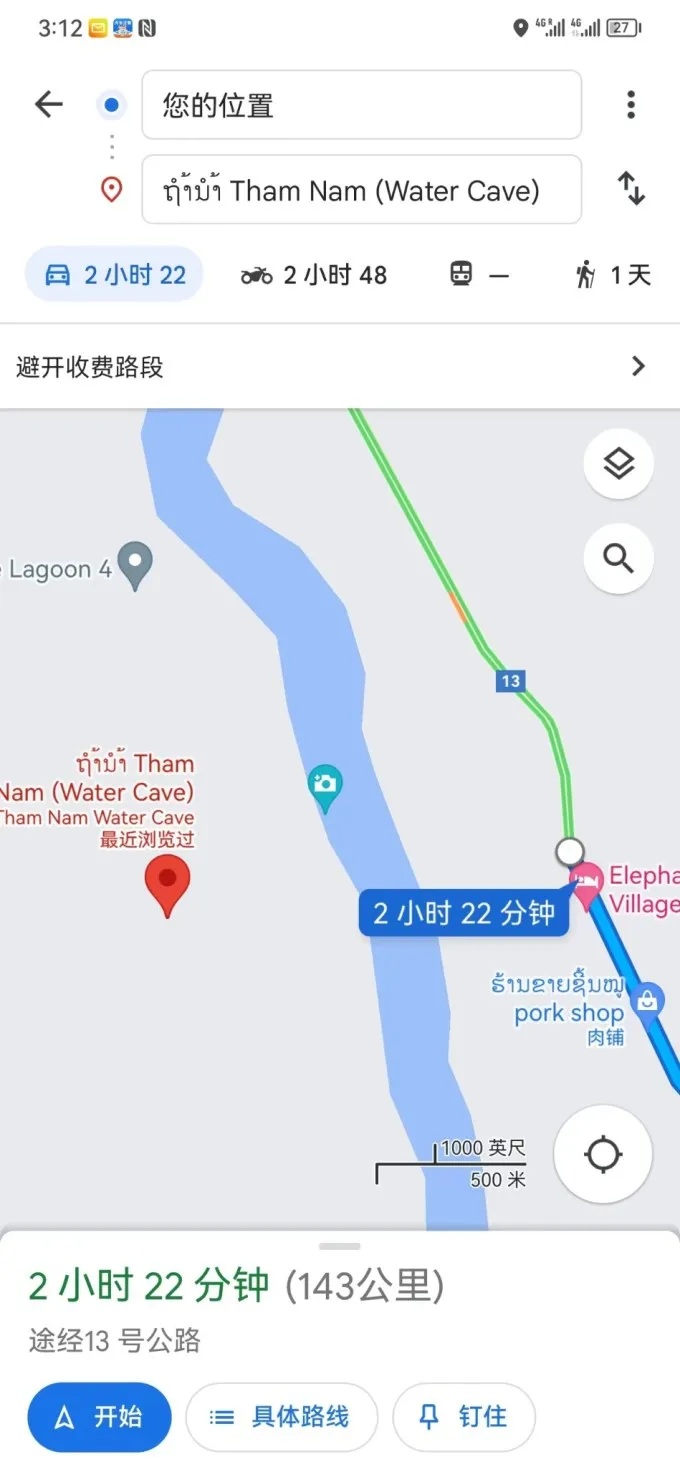 3:12
4G R
4G
27
您的位置
ຖ້ຳນ້ຳ Tham Nam (Water Cave)
2 小时 22
2 小时 48
—
1 天
避开收费路段
e Lagoon 4
13
ຖ້ຳນ້ຳ Tham
Nam (Water Cave)
Tham Nam Water Cave
最近浏览过
Elepha
Village
2 小时 22 分钟
ຮ້ານຂາຍຊີ້ນໝູ
pork shop
肉铺
1000 英尺
500 米
2 小时 22 分钟 (143公里)
途经13 号公路
开始
具体路线
钉住